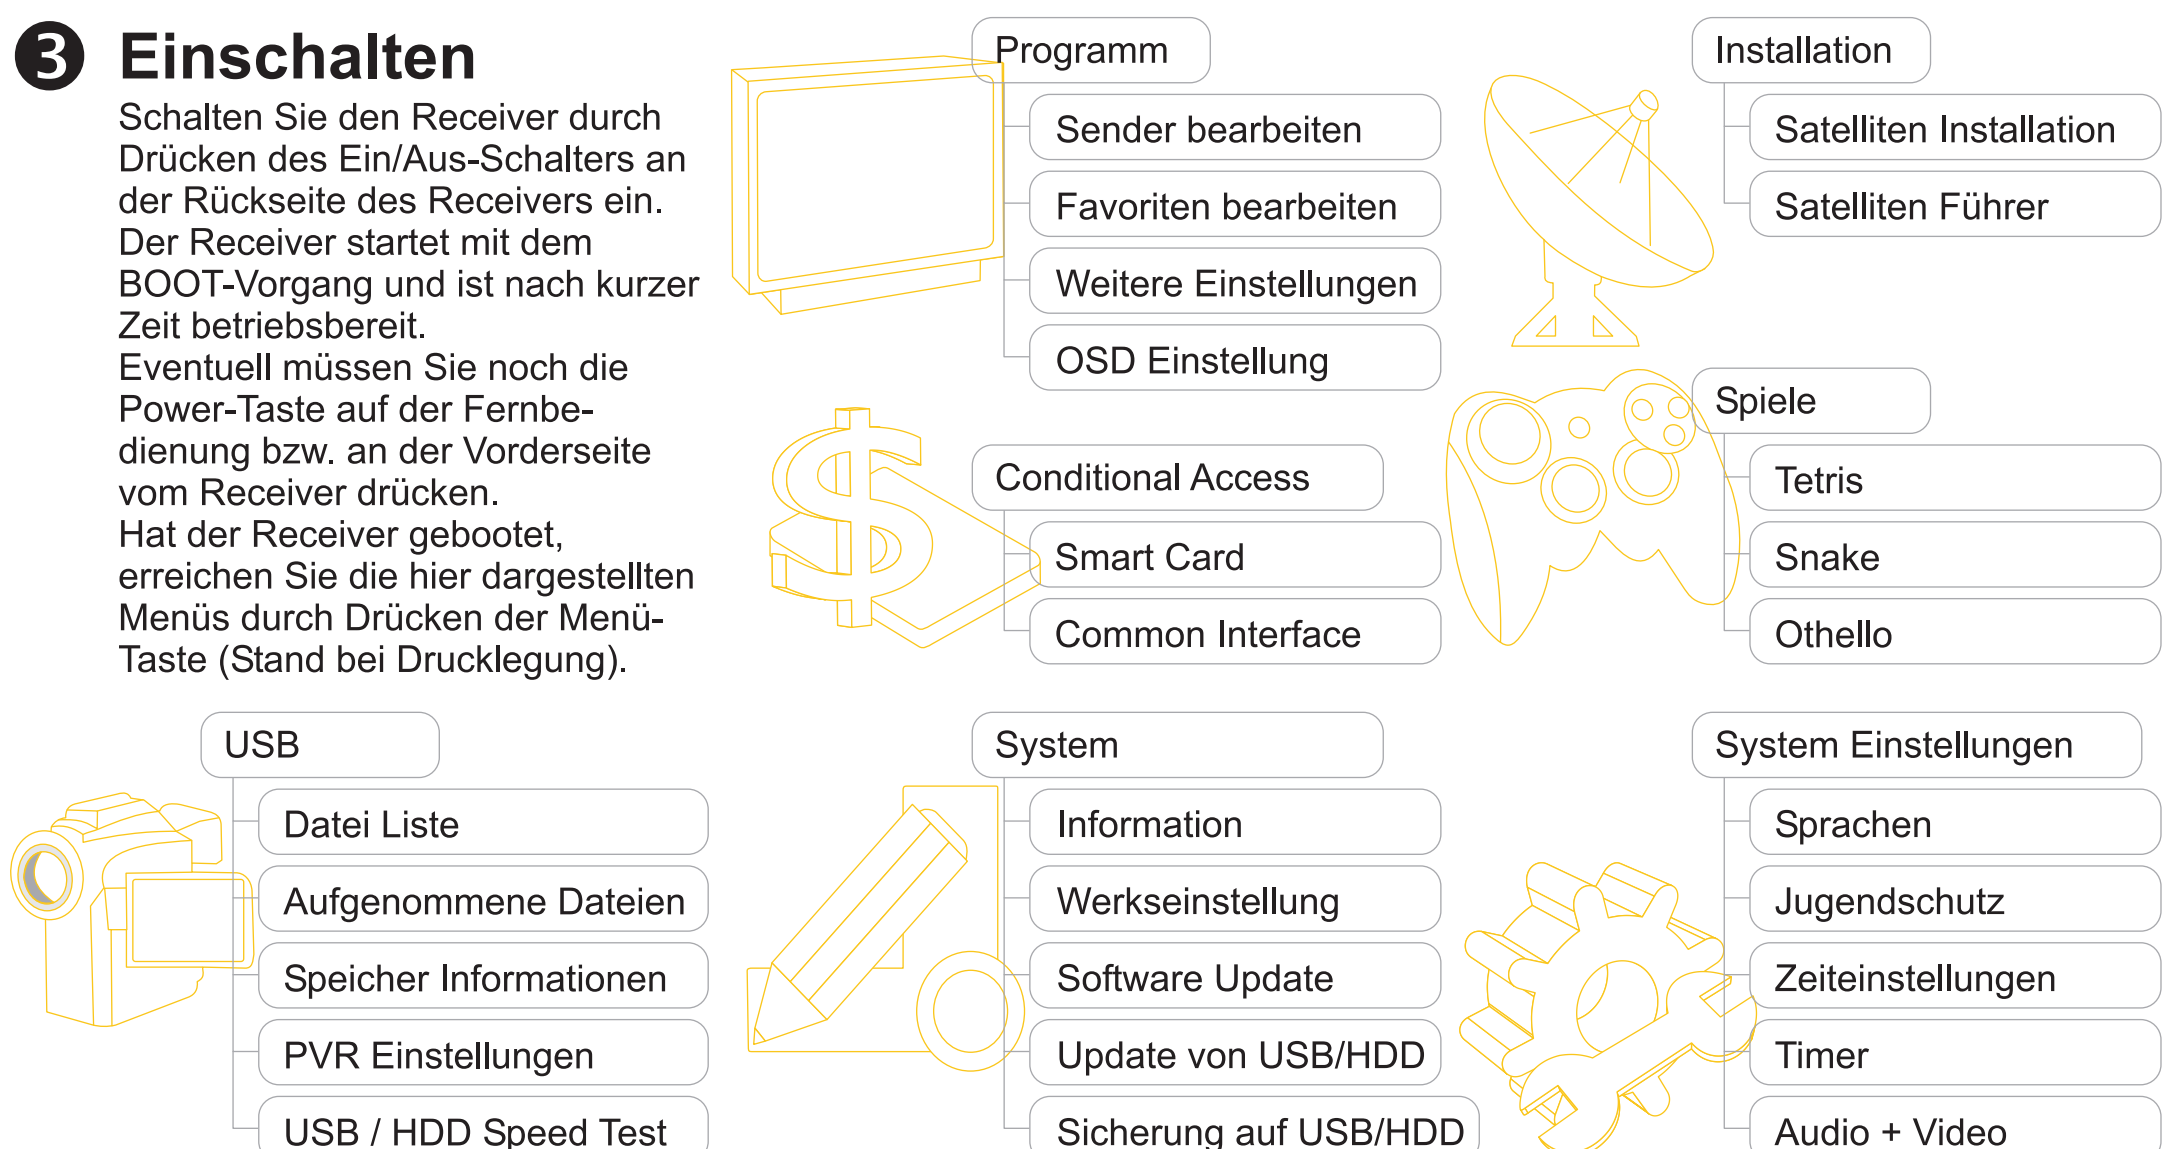 3 Einschalten
Schalten Sie den Receiver durch
Drücken des Ein/Aus-Schalters an
der Rückseite des Receivers ein.
Der Receiver startet mit dem
BOOT-Vorgang und ist nach kurzer
Zeit betriebsbereit.
Eventuell müssen Sie noch die
Power-Taste auf der Fernbe-
dienung bzw. an der Vorderseite
vom Receiver drücken.
Hat der Receiver gebootet,
erreichen Sie die hier dargestellten
Menüs durch Drücken der Menü-
Taste (Stand bei Drucklegung).
Programm
Sender bearbeiten
Favoriten bearbeiten
Weitere Einstellungen
OSD Einstellung
Installation
Satelliten Installation
Satelliten Führer
Conditional Access
Smart Card
Common Interface
Spiele
Tetris
Snake
Othello
USB
Datei Liste
Aufgenommene Dateien
Speicher Informationen
PVR Einstellungen
USB / HDD Speed Test
System
Information
Werkseinstellung
Software Update
Update von USB/HDD
Sicherung auf USB/HDD
System Einstellungen
Sprachen
Jugendschutz
Zeiteinstellungen
Timer
Audio + Video